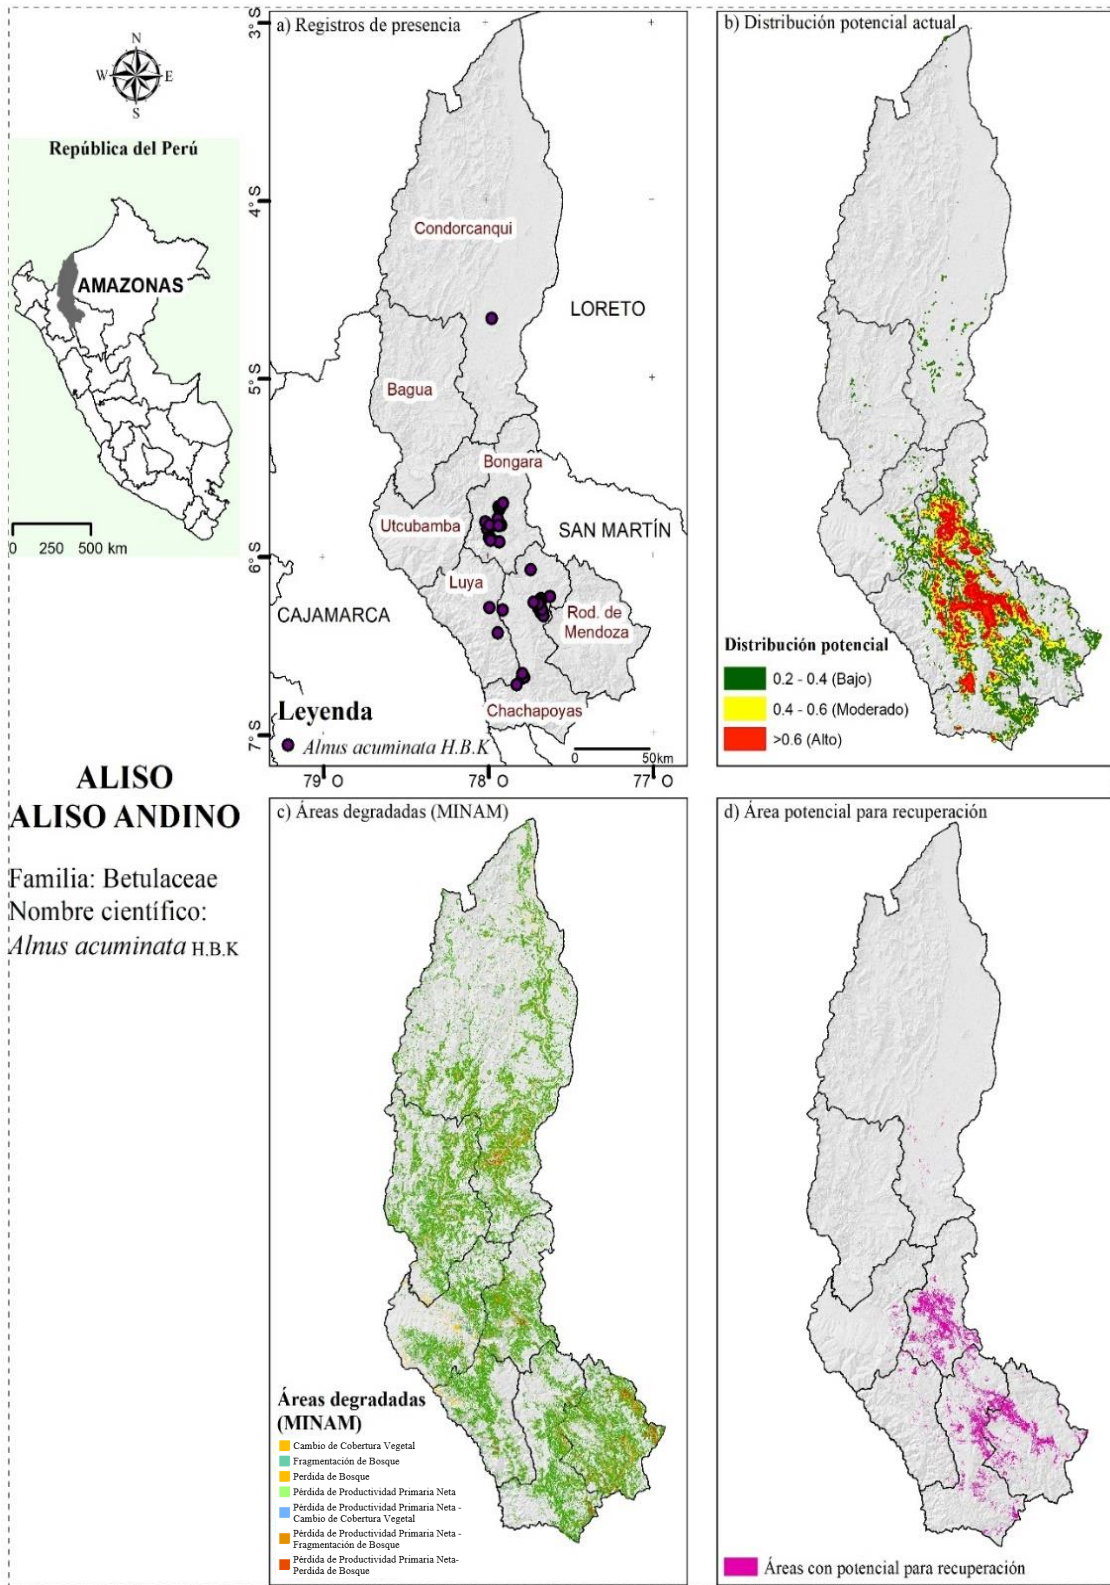 N
W E
S
República del Perú
AMAZONAS
0 250 500 km
ALISO
ALISO ANDINO
Familia: Betulaceae
Nombre científico:
Alnus acuminata H.B.K
a) Registros de presencia
3°S
4°S
5°S
6°S
7°S
Condorcanqui
LORETO
Bagua
Bongara
Utcubamba
SAN MARTÍN
Luya
CAJAMARCA
Rod. de
Mendoza
Chachapoyas
Leyenda
Alnus acuminata H.B.K
0 50km
79 O 78 O 77 O
b) Distribución potencial actual
Distribución potencial
0.2 - 0.4 (Bajo)
0.4 - 0.6 (Moderado)
>0.6 (Alto)
c) Áreas degradadas (MINAM)
Áreas degradadas
(MINAM)
Cambio de Cobertura Vegetal
Fragmentación de Bosque
Perdida de Bosque
Pérdida de Productividad Primaria Neta
Pérdida de Productividad Primaria Neta -
Cambio de Cobertura Vegetal
Pérdida de Productividad Primaria Neta -
Fragmentación de Bosque
Pérdida de Productividad Primaria Neta-
Perdida de Bosque
d) Área potencial para recuperación
Áreas con potencial para recuperación